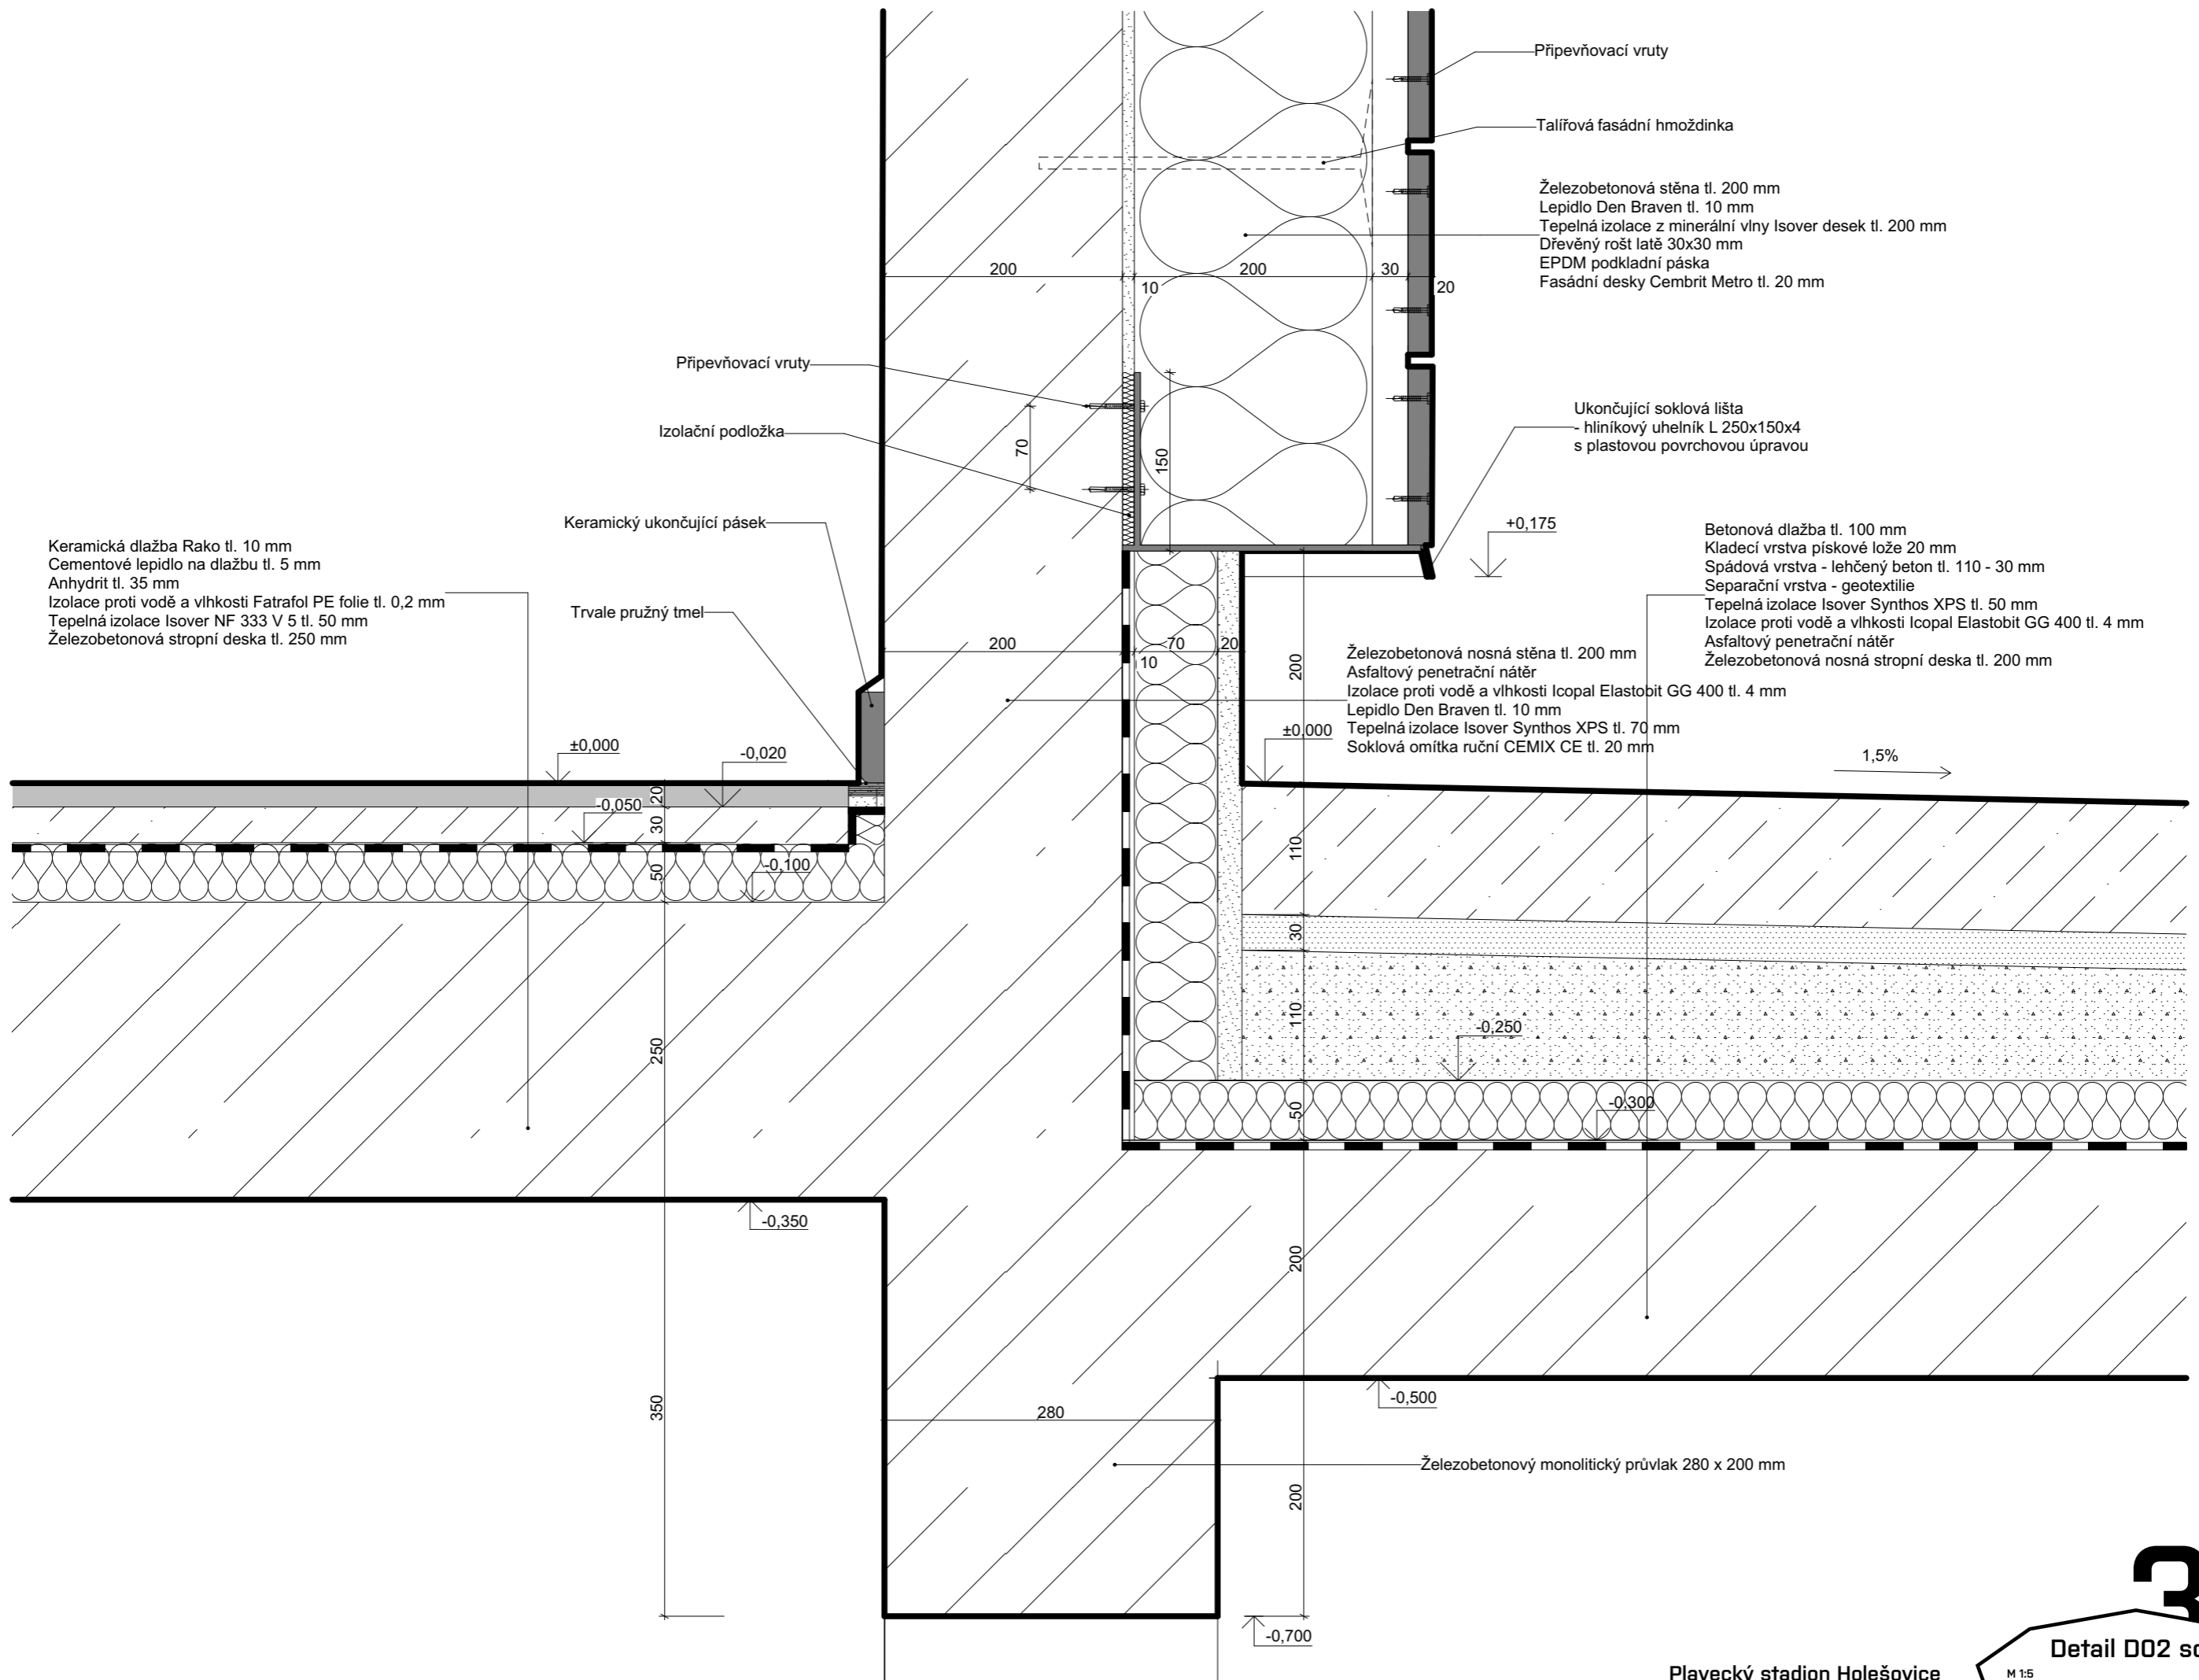 Připevňovací vruty
Talířová fasádní hmoždinka
Železobetonová stěna tl. 200 mm
Lepidlo Den Braven tl. 10 mm
Tepelná izolace z minerální vlny Isover desek tl. 200 mm
Dřevěný rošt latě 30x30 mm
EPDM podkladní páska
Fasádní desky Cembrit Metro tl. 20 mm
200
10
200
30
20
Připevňovací vruty
Izolační podložka
70
150
Ukončující soklová lišta
- hliníkový uhelník L 250x150x4
s plastovou povrchovou úpravou
Keramický ukončující pásek
+0,175
Keramická dlažba Rako tl. 10 mm
Cementové lepidlo na dlažbu tl. 5 mm
Anhydrit tl. 35 mm
Izolace proti vodě a vlhkosti Fatrafol PE folie tl. 0,2 mm
Tepelná izolace Isover NF 333 V 5 tl. 50 mm
Železobetonová stropní deska tl. 250 mm
Trvale pružný tmel
Betonová dlažba tl. 100 mm
Kladecí vrstva pískové lože 20 mm
Spádová vrstva - lehčený beton tl. 110 - 30 mm
Separační vrstva - geotextilie
Tepelná izolace Isover Synthos XPS tl. 50 mm
Izolace proti vodě a vlhkosti Icopal Elastobit GG 400 tl. 4 mm
Asfaltový penetrační nátěr
Železobetonová nosná stropní deska tl. 200 mm
200
10
70
20
200
Železobetonová nosná stěna tl. 200 mm
Asfaltový penetrační nátěr
Izolace proti vodě a vlhkosti Icopal Elastobit GG 400 tl. 4 mm
Lepidlo Den Braven tl. 10 mm
Tepelná izolace Isover Synthos XPS tl. 70 mm
Soklová omítka ruční CEMIX CE tl. 20 mm
±0,000
-0,020
±0,000
1,5%
-0,050
20
30
-0,100
50
110
30
110
-0,250
250
50
-0,300
-0,350
200
350
280
-0,500
Železobetonový monolitický průvlak 280 x 200 mm
200
-0,700
3
Detail D02 so
M 1:5
Plavecký stadion Holešovice